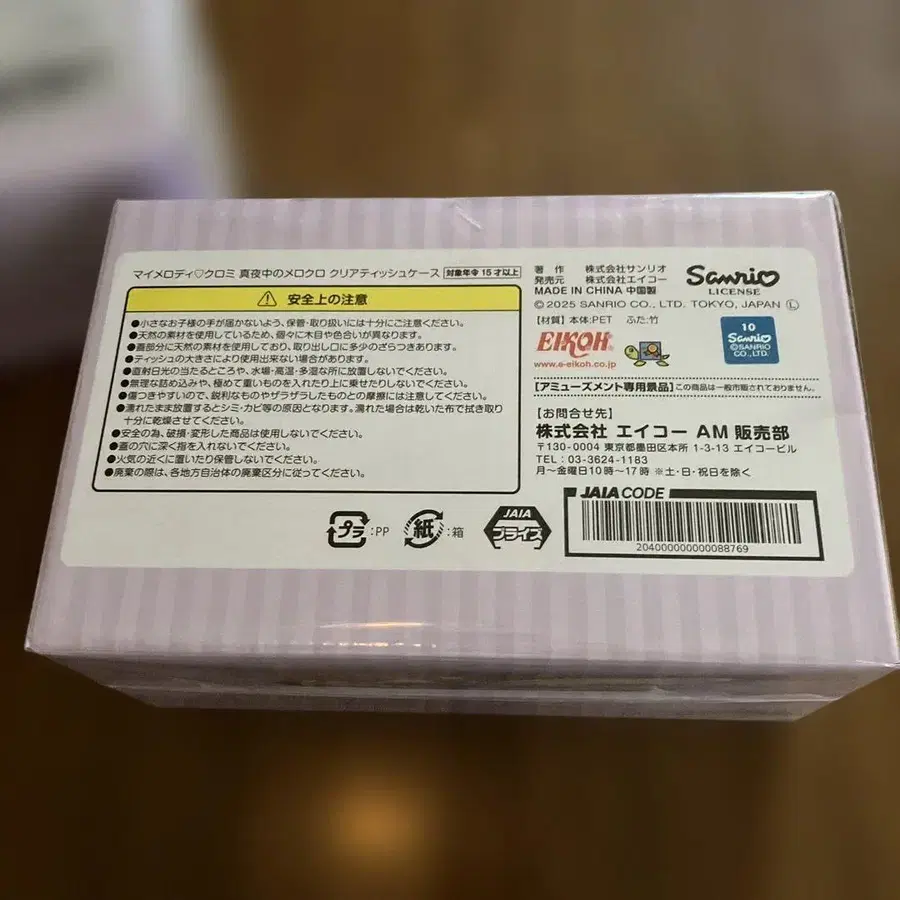 マイメロディ♡クロミ 真夜中のメロクロ クリアティッシュケース 対象年令15才以上
⚠ 安全上の注意
●小さなお子様の手が届かないよう、保管・取り扱いには十分にご注意ください。
●天然の素材を使用しているため、個々に木目や色合いが異なります。
●蓋部分に天然の素材を使用しており、取り出し口に多少のざらつきあります。
●ティッシュの大きさにより使用出来ない場合があります。
●直射日光の当たるところや、水場・高温・多湿な所に放置しないでください。
●無理な詰め込みや、極めて重いものを入れたり上に乗せたりしないでください。
●傷つきやすいので、鋭利なものやザラザラしたものとの摩擦には注意してください。
●濡れたまま放置するとシミ・カビ等の原因となります。濡れた場合は乾いた布で拭き取り
十分に乾燥させてください。
●安全の為、破損・変形した商品は使用しないでください。
●蓋の穴に深く指を入れないでください。
●火気の近くに置いたり保管しないでください。
●廃棄の際は、各地方自治体の廃棄区分に従ってください。
プラ :PP 紙 :箱 JAIA プライズ
著 作 株式会社サンリオ
発売元 株式会社エイコー
MADE IN CHINA 中国製
Sanrio
LICENSE
©2025 SANRIO CO., LTD. TOKYO, JAPAN Ⓛ
【材質】本体:PET ふた:竹
EIKOH
www.e-eikoh.co.jp
10
Sanrio
©SANRIO
CO.,LTD.
【アミューズメント専用景品】この商品は一般市販されておりません。
【お問合せ先】
株式会社 エイコー AM 販売部
〒130-0004 東京都墨田区本所 1-3-13 エイコービル
TEL：03-3624-1183
月～金曜日10時～17時 ※土・日・祝日を除く
JAIA CODE
20400000000088769